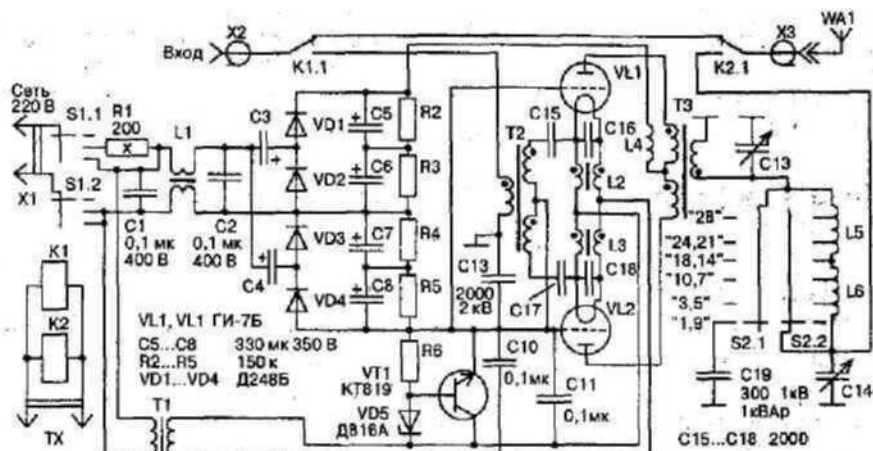 X2
Вход
K1.1
K2.1
X3
WA1
Сеть
220 В
S1.1
R1
200
X
L1
C3
VD1
C5
R2
VD2
C6
R3
VD3
C7
R4
C4
VD4
C8
R5
X1
S1.2
C1
0,1 мк
400 В
C2
0,1 мк
400 В
K1
K2
TX
VL1, VL1 ГИ-7Б
C5...C8 330 мк 350 В
R2...R5 150 к
VD1...VD4 Д248Б
T1
R6
VT1
КТ819
VD5
ДВ16А
C10
0,1мк
C11
0,1мк
VL1
C15
C16
T2
L2
L3
C13
2000
2 кВ
C17
C18
VL2
L4
T3
C13
"28"
"24,21"
"18,14"
"10,7"
"3,5"
"1,9"
L5
L6
S2.1
S2.2
C19
300 1кВ
1кВАр
C14
C15...C18 2000